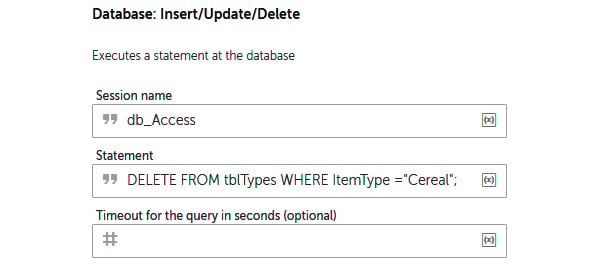 Database: Insert/Update/Delete
Executes a statement at the database
Session name
db_Access
Statement
DELETE FROM tblTypes WHERE ItemType ="Cereal";
Timeout for the query in seconds (optional)